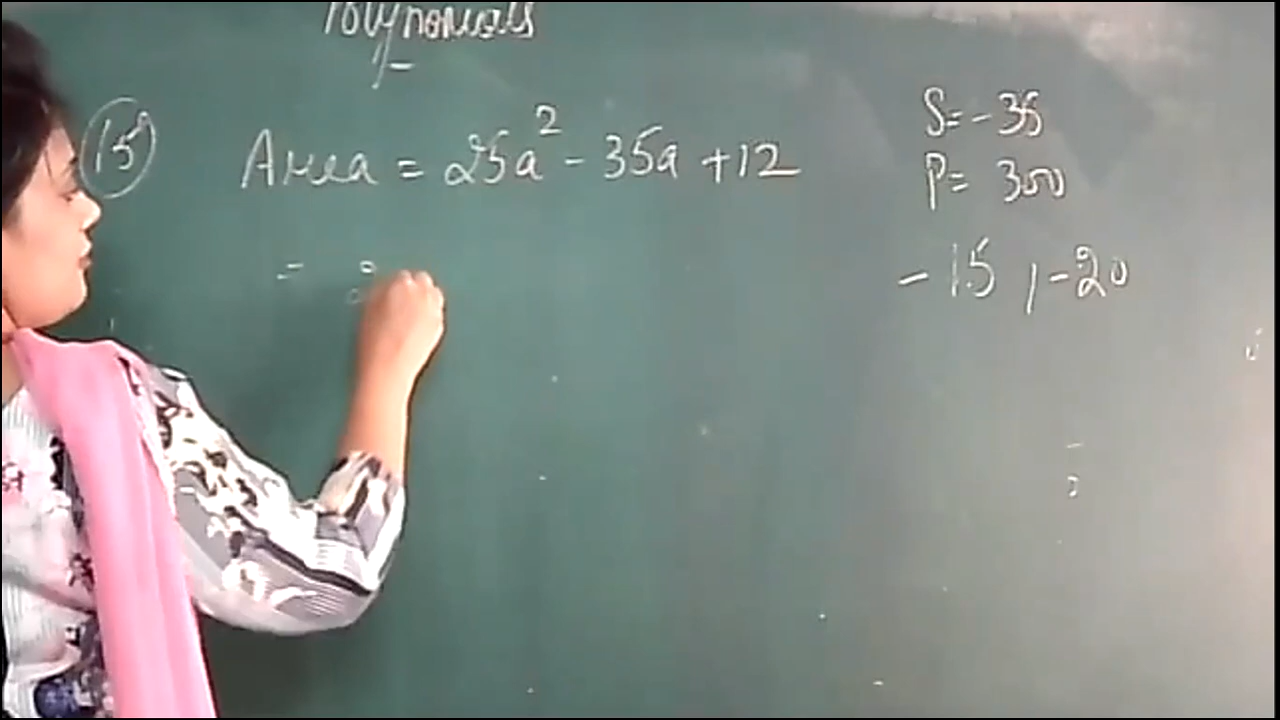 Polynomials
15 Area = 25a² - 35a + 12
=
S = -35
P = 300
-15, -20